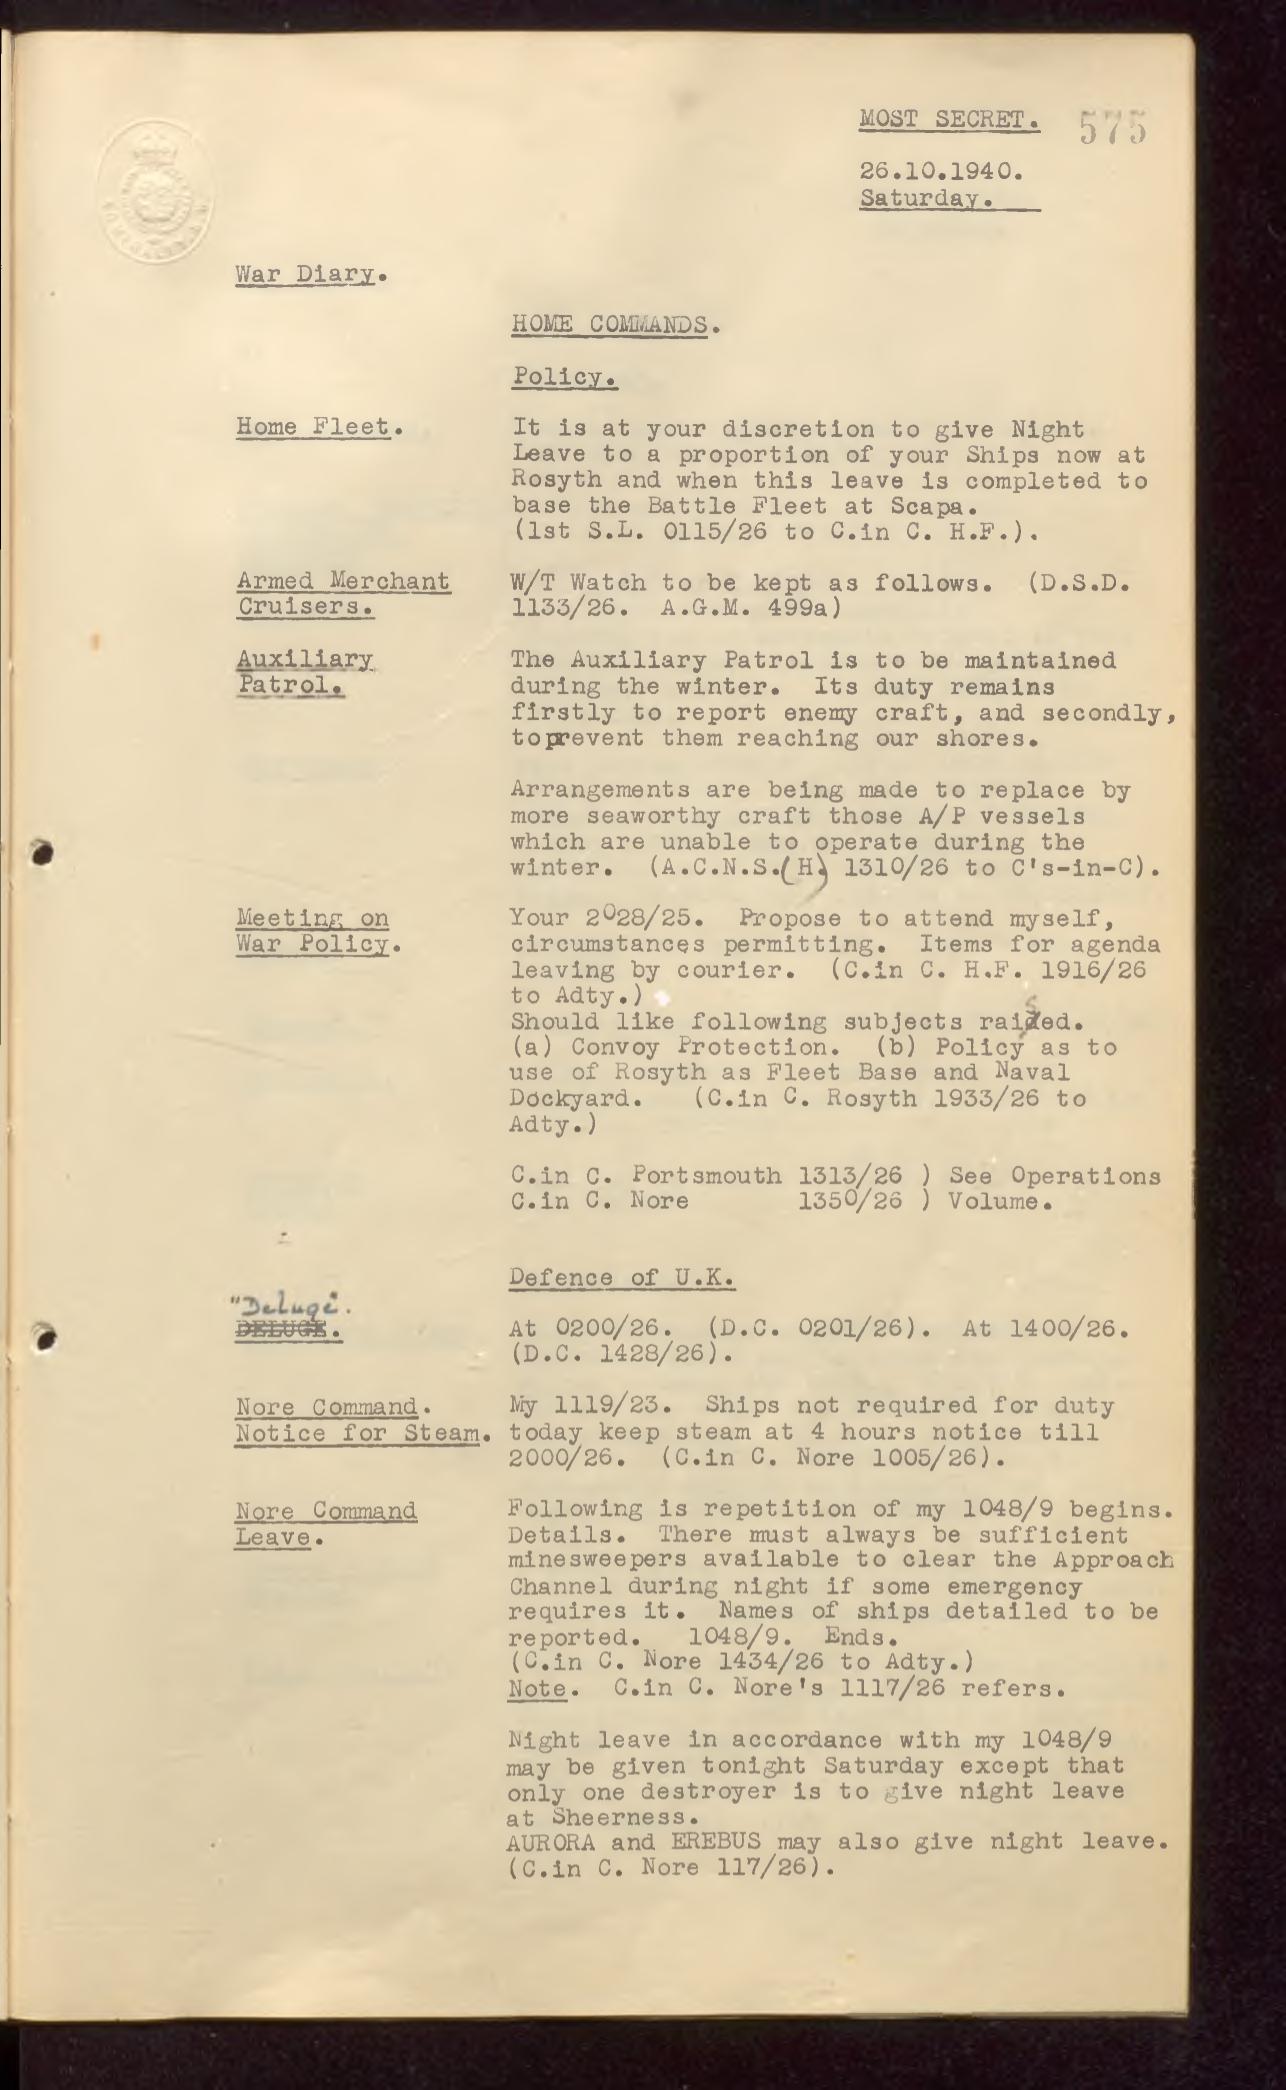 MOST SECRET. 575
26.10.1940.
Saturday.
War Diary.
HOME COMMANDS.
Policy.
Home Fleet. It is at your discretion to give Night
Leave to a proportion of your Ships now at
Rosyth and when this leave is completed to
base the Battle Fleet at Scapa.
(1st S.L. 0115/26 to C.in C. H.F.).
Armed Merchant W/T Watch to be kept as follows. (D.S.D.
Cruisers. 1133/26. A.G.M. 499a)
Auxiliary The Auxiliary Patrol is to be maintained
Patrol. during the winter. Its duty remains
firstly to report enemy craft, and secondly,
toprevent them reaching our shores.
Arrangements are being made to replace by
more seaworthy craft those A/P vessels
which are unable to operate during the
winter. (A.C.N.S.(H) 1310/26 to C's-in-C).
Meeting on Your 2028/25. Propose to attend myself,
War Policy. circumstances permitting. Items for agenda
leaving by courier. (C.in C. H.F. 1916/26
to Adty.)
Should like following subjects raised.
(a) Convoy Protection. (b) Policy as to
use of Rosyth as Fleet Base and Naval
Dockyard. (C.in C. Rosyth 1933/26 to
Adty.)
C.in C. Portsmouth 1313/26 ) See Operations
C.in C. Nore 1350/26 ) Volume.
Defence of U.K.
"Deluge".
DELUGE. At 0200/26. (D.C. 0201/26). At 1400/26.
(D.C. 1428/26).
Nore Command. My 1119/23. Ships not required for duty
Notice for Steam. today keep steam at 4 hours notice till
2000/26. (C.in C. Nore 1005/26).
Nore Command Following is repetition of my 1048/9 begins.
Leave. Details. There must always be sufficient
minesweepers available to clear the Approach
Channel during night if some emergency
requires it. Names of ships detailed to be
reported. 1048/9. Ends.
(C.in C. Nore 1434/26 to Adty.)
Note. C.in C. Nore's 1117/26 refers.
Night leave in accordance with my 1048/9
may be given tonight Saturday except that
only one destroyer is to give night leave
at Sheerness.
AURORA and EREBUS may also give night leave.
(C.in C. Nore 117/26).